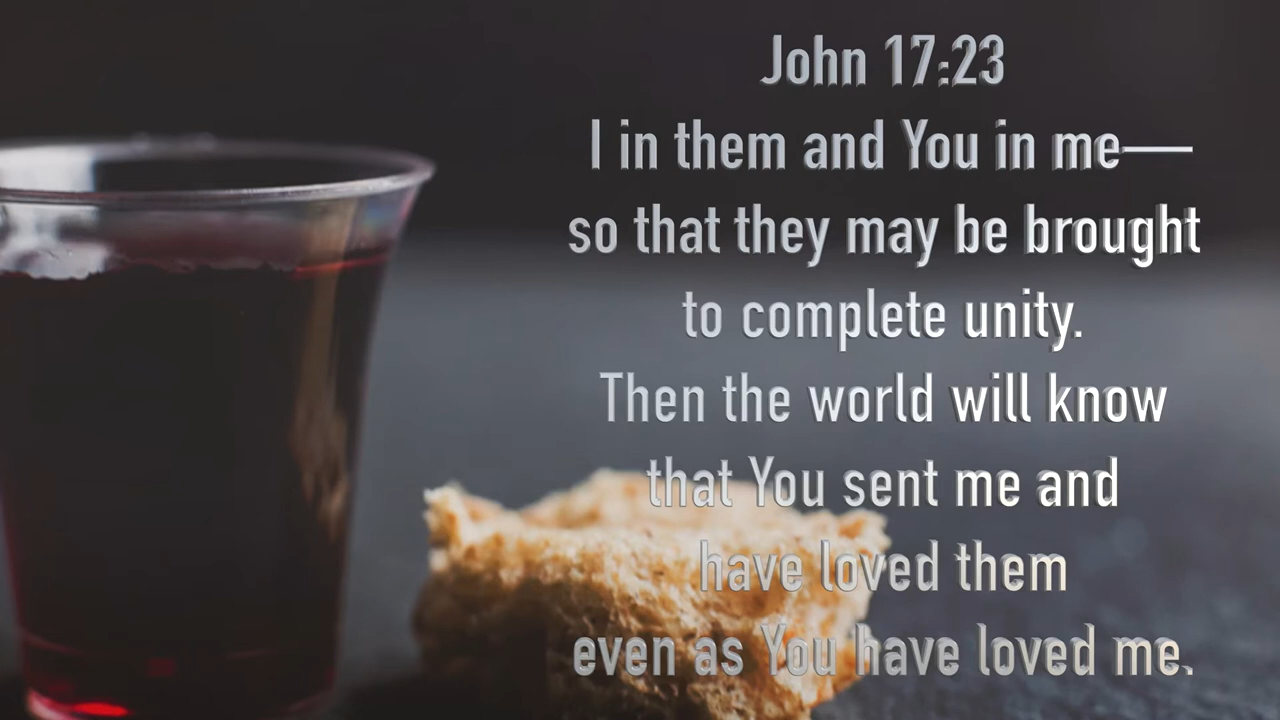 John 17:23
I in them and You in me—
so that they may be brought
to complete unity.
Then the world will know
that You sent me and
have loved them
even as You have loved me.